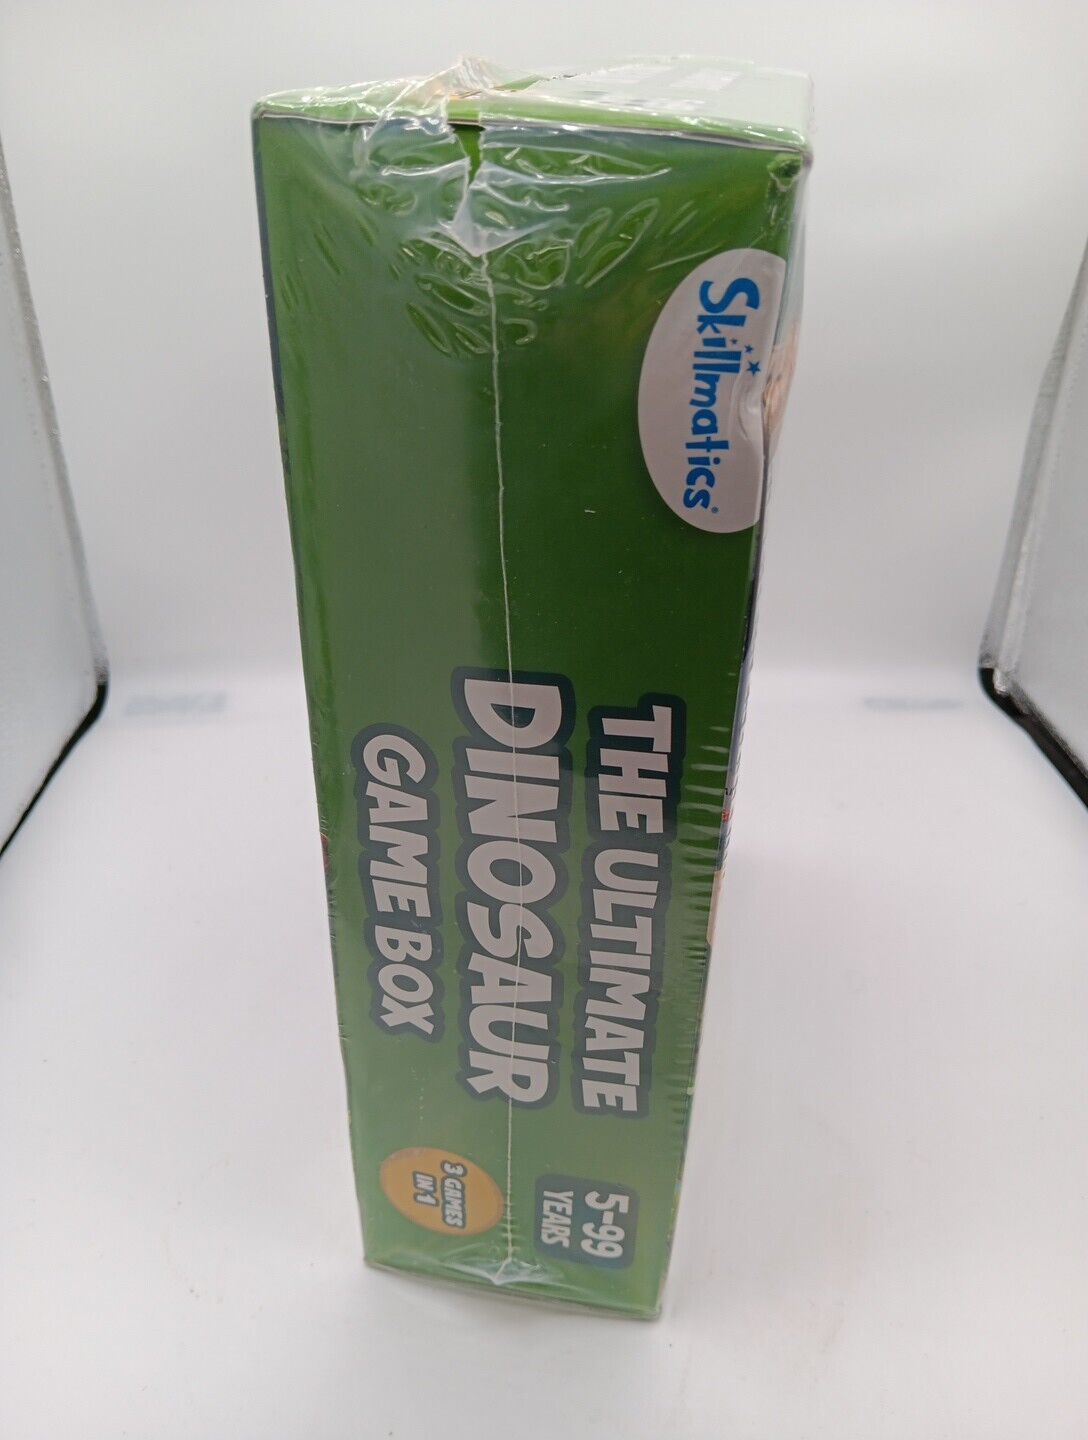 Skillmatics®
THE ULTIMATE
DINOSAUR
GAME BOX
5-99
YEARS
3 GAMES
IN 1